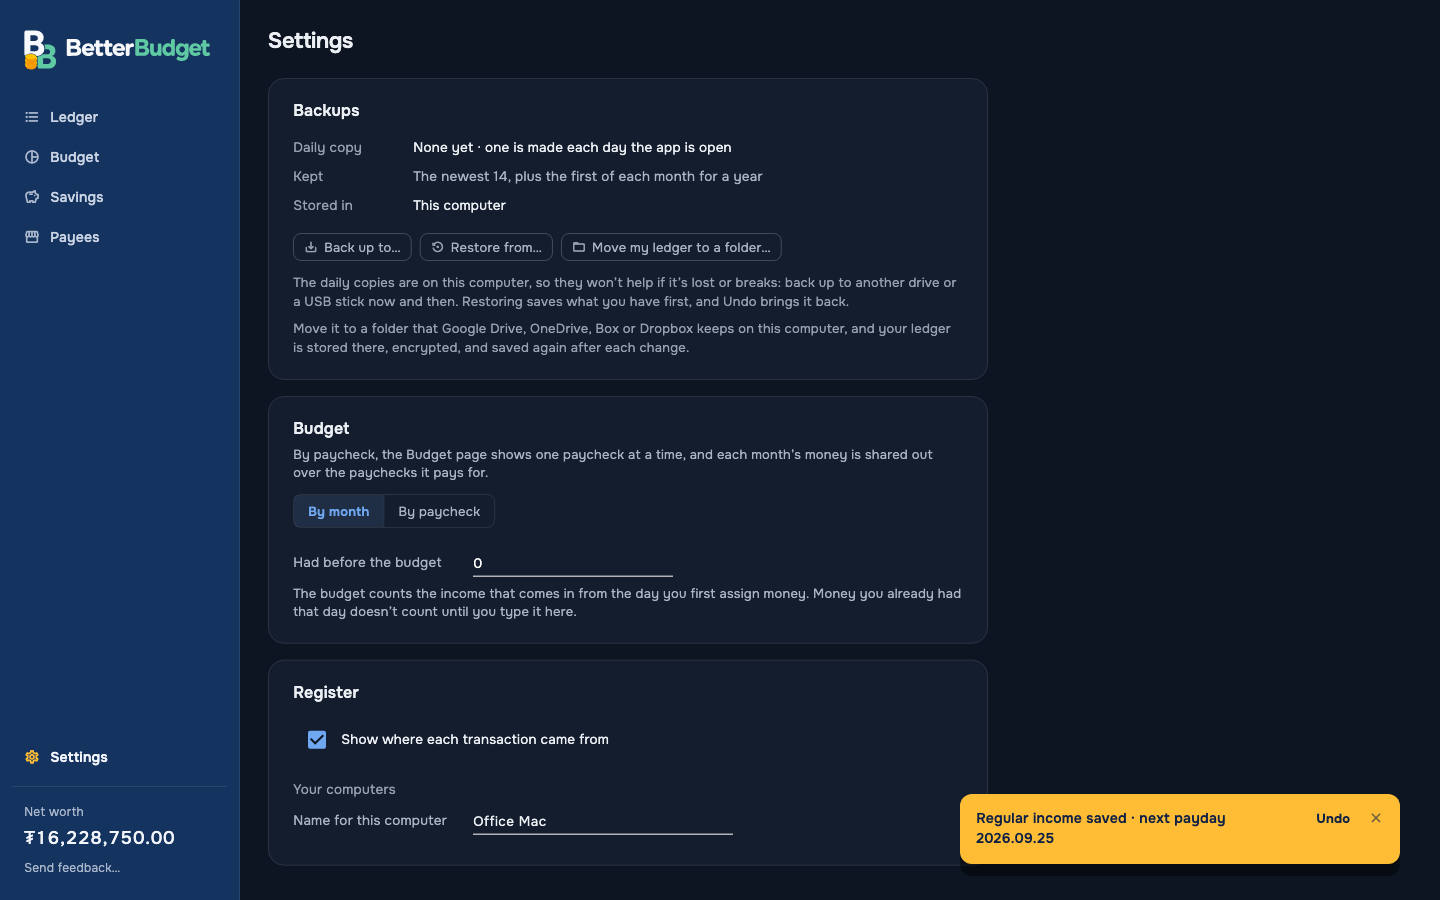 BetterBudget
Ledger
Budget
Savings
Payees
Settings
Net worth
₮16,228,750.00
Send feedback...
Settings
Backups
Daily copy None yet · one is made each day the app is open
Kept The newest 14, plus the first of each month for a year
Stored in This computer
Back up to... Restore from... Move my ledger to a folder...
The daily copies are on this computer, so they won’t help if it’s lost or breaks: back up to another drive or
a USB stick now and then. Restoring saves what you have first, and Undo brings it back.
Move it to a folder that Google Drive, OneDrive, Box or Dropbox keeps on this computer, and your ledger
is stored there, encrypted, and saved again after each change.
Budget
By paycheck, the Budget page shows one paycheck at a time, and each month’s money is shared out
over the paychecks it pays for.
By month By paycheck
Had before the budget 0
The budget counts the income that comes in from the day you first assign money. Money you already had
that day doesn’t count until you type it here.
Register
Show where each transaction came from
Your computers
Name for this computer Office Mac
Regular income saved · next payday
2026.09.25
Undo